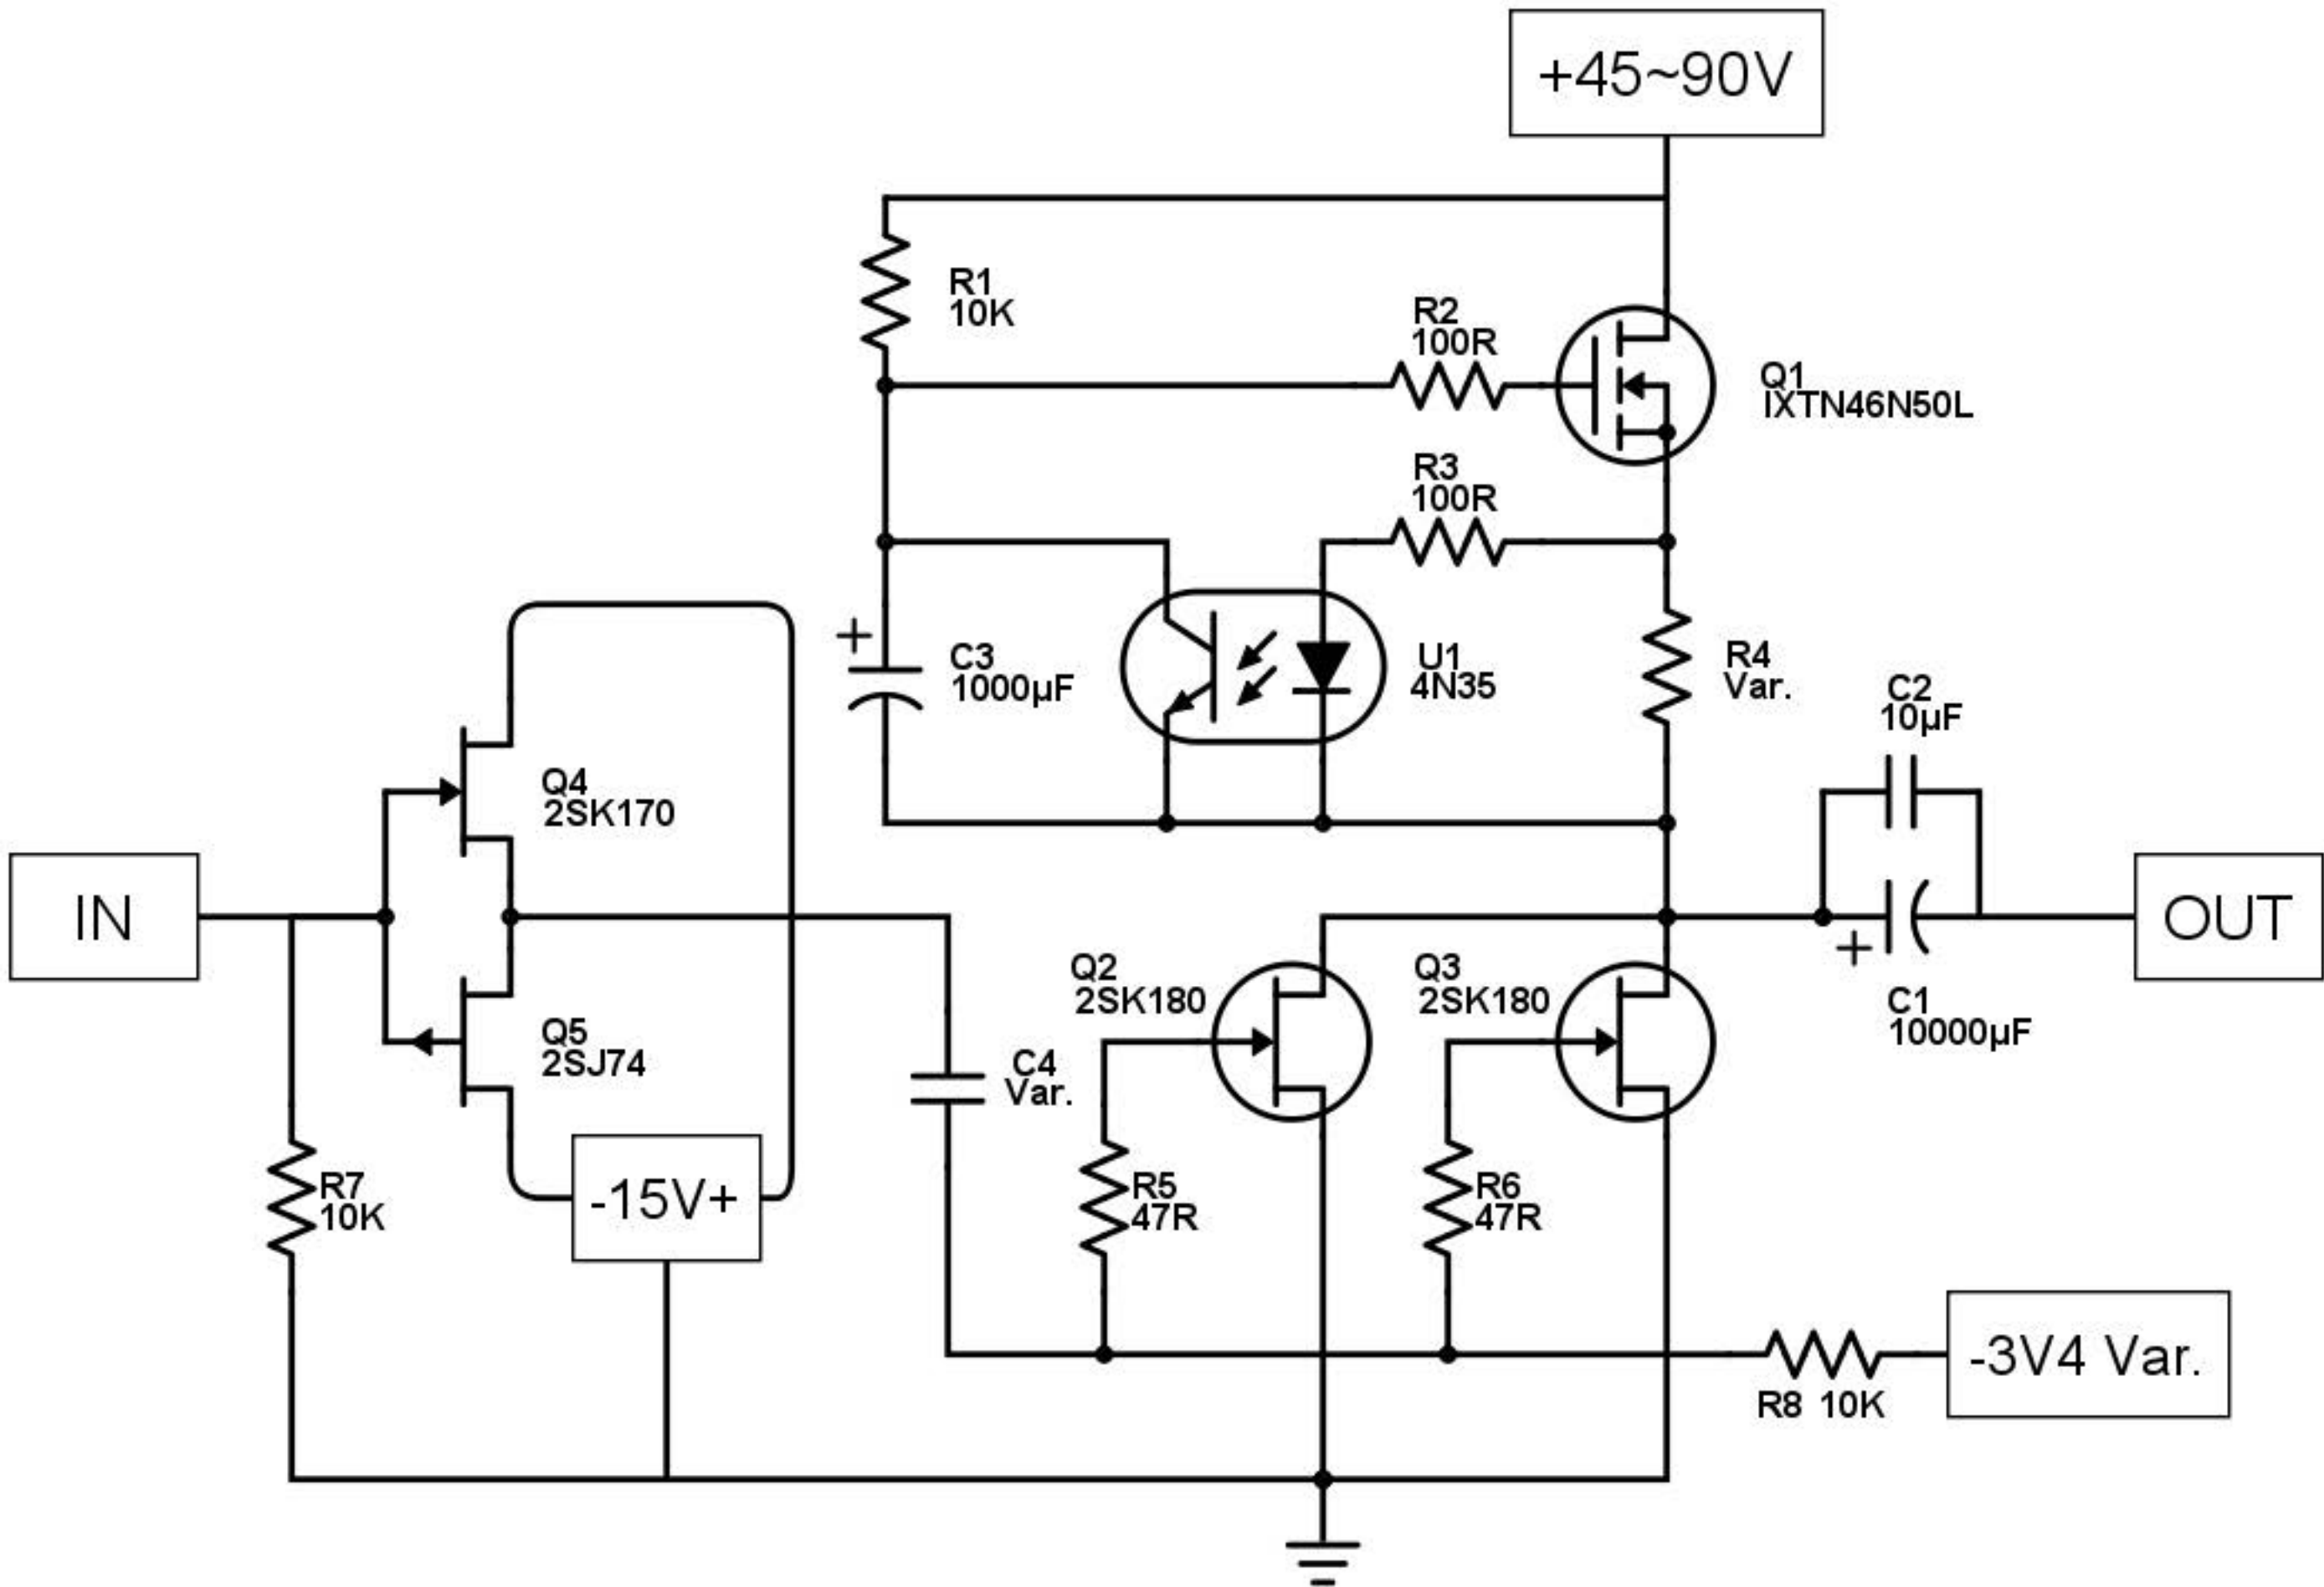 +45~90V
R1
10K
R2
100R
Q1
IXTN46N50L
R3
100R
C3
1000µF
U1
4N35
R4
Var.
C2
10µF
Q4
2SK170
IN
OUT
Q2
2SK180
Q3
2SK180
C1
10000µF
Q5
2SJ74
C4
Var.
R7
10K
-15V+
R5
47R
R6
47R
-3V4 Var.
R8 10K